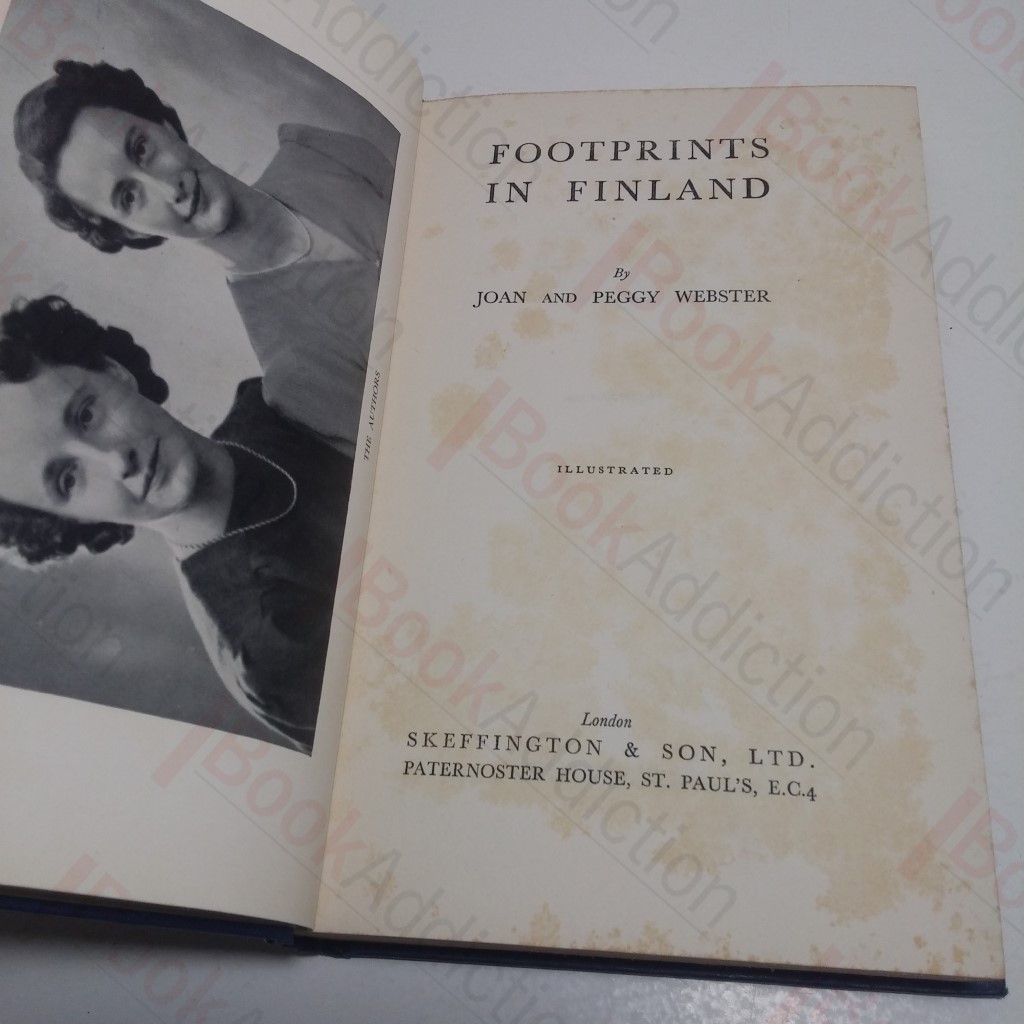 THE AUTHORS
FOOTPRINTS
IN FINLAND
By
JOAN AND PEGGY WEBSTER
ILLUSTRATED
London
SKEFFINGTON & SON, LTD.
PATERNOSTER HOUSE, ST. PAUL'S, E.C.4
BookAddiction